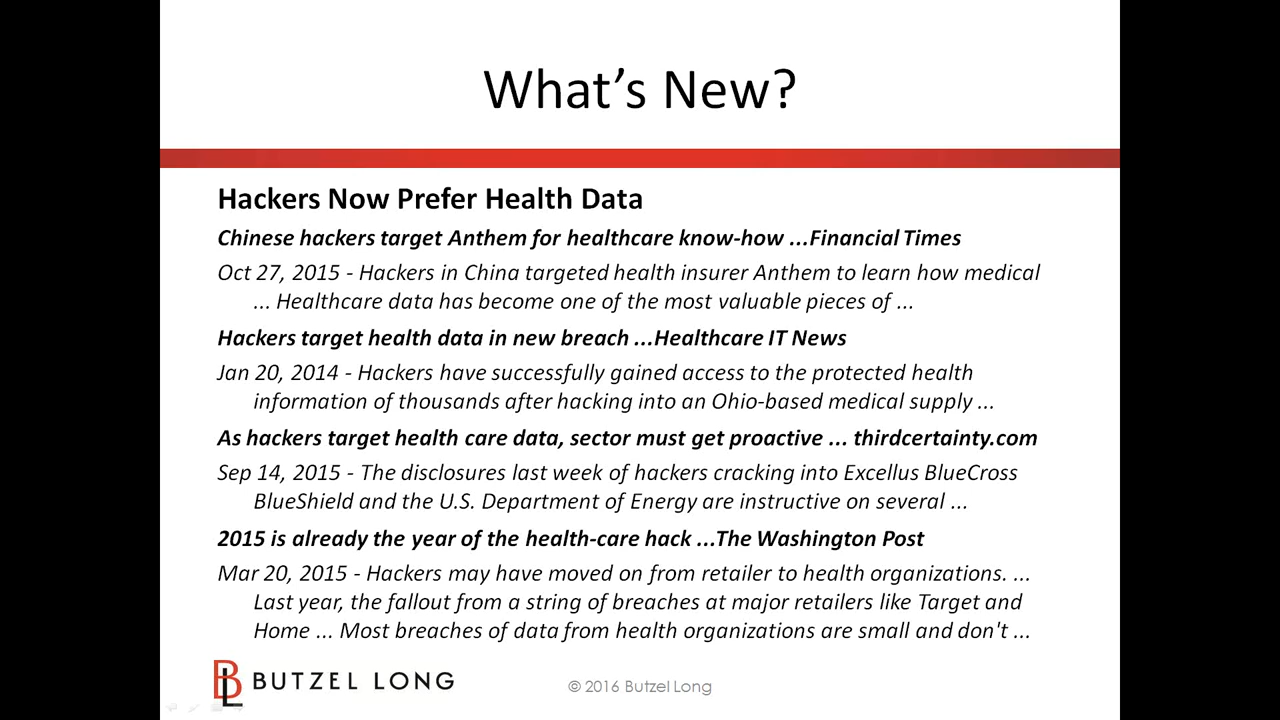 What’s New?
Hackers Now Prefer Health Data
Chinese hackers target Anthem for healthcare know-how ...Financial Times
Oct 27, 2015 - Hackers in China targeted health insurer Anthem to learn how medical
... Healthcare data has become one of the most valuable pieces of ...
Hackers target health data in new breach ...Healthcare IT News
Jan 20, 2014 - Hackers have successfully gained access to the protected health
information of thousands after hacking into an Ohio-based medical supply ...
As hackers target health care data, sector must get proactive ... thirdcertainty.com
Sep 14, 2015 - The disclosures last week of hackers cracking into Excellus BlueCross
BlueShield and the U.S. Department of Energy are instructive on several ...
2015 is already the year of the health-care hack ...The Washington Post
Mar 20, 2015 - Hackers may have moved on from retailer to health organizations. ...
Last year, the fallout from a string of breaches at major retailers like Target and
Home ... Most breaches of data from health organizations are small and don't ...
BL BUTZEL LONG
© 2016 Butzel Long